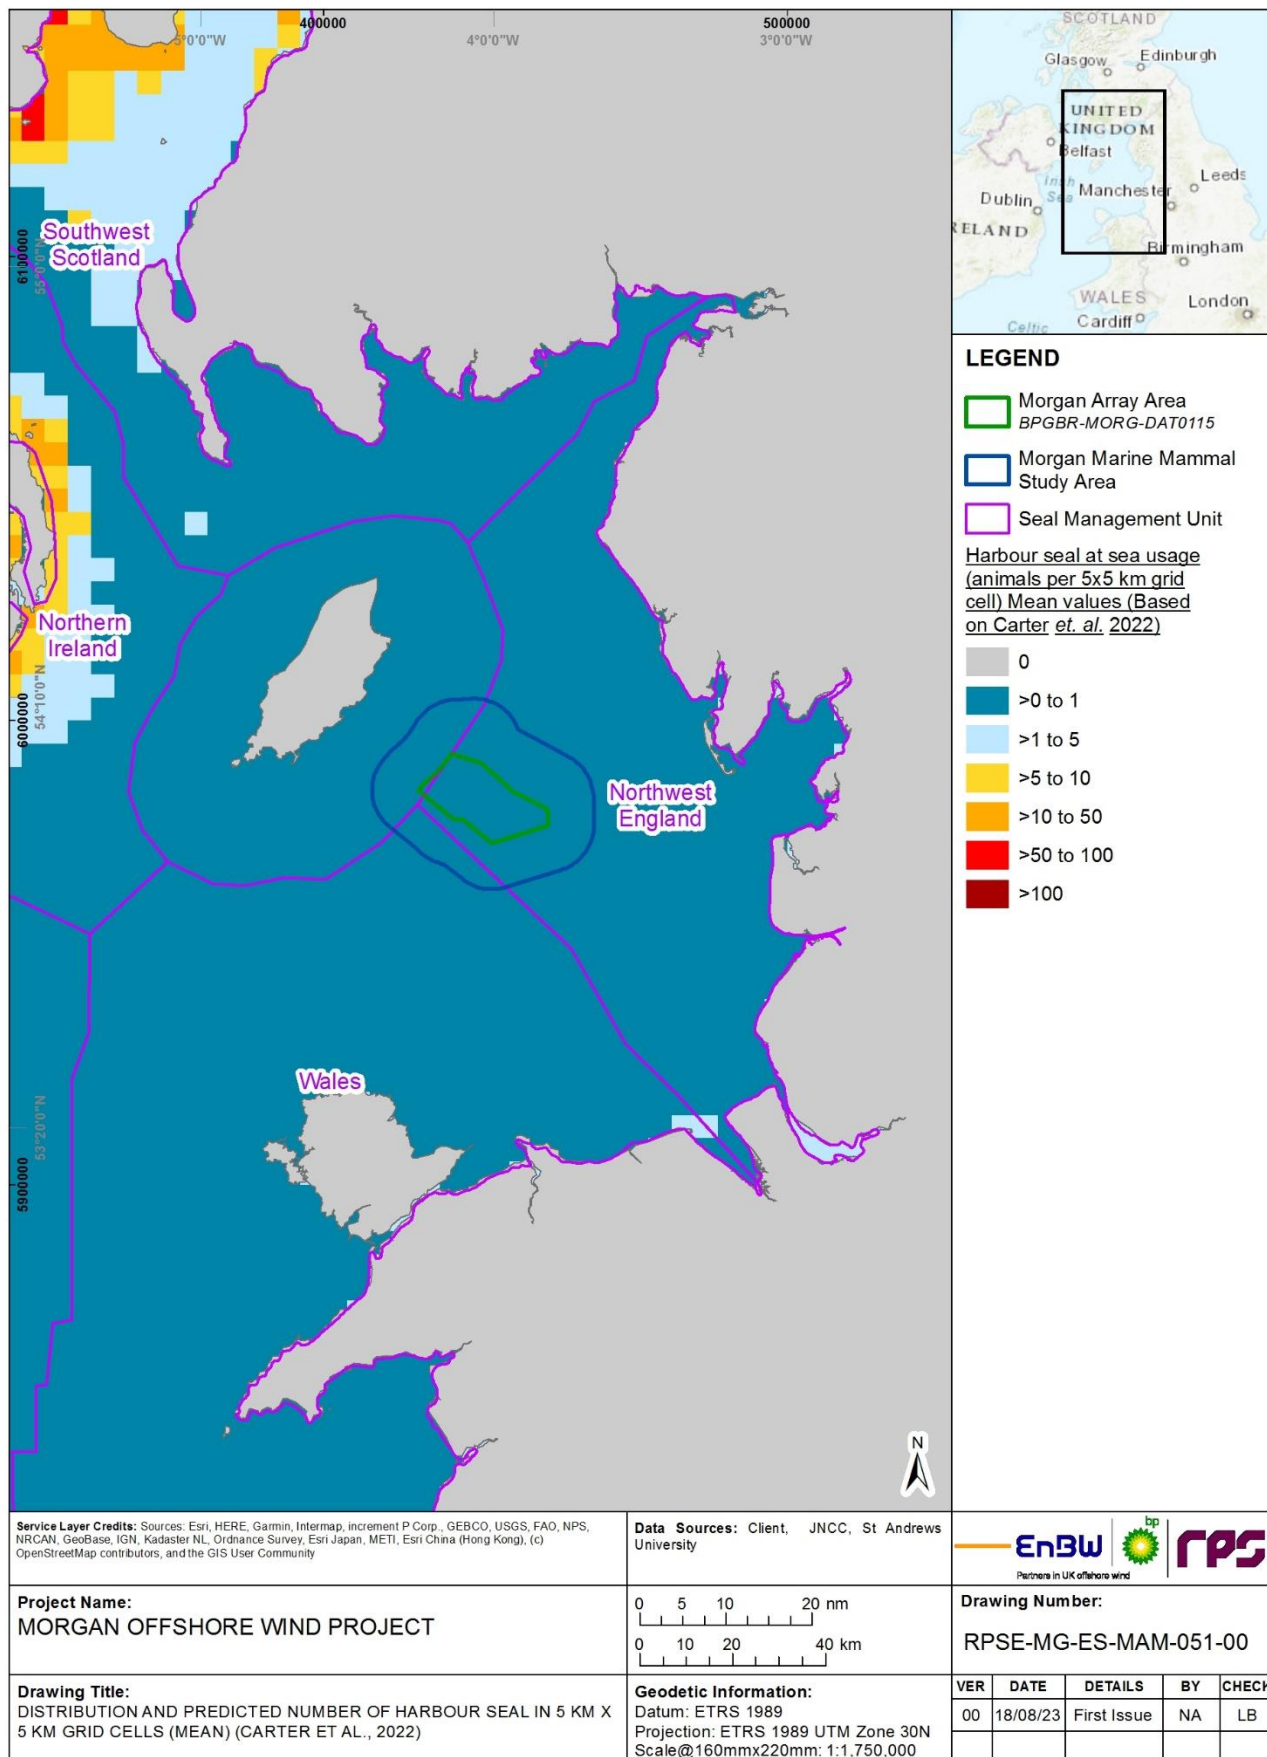 400000
500000
5°0'0"W
4°0'0"W
3°0'0"W
6100000
55°0'0"N
6000000
54°10'0"N
5900000
53°20'0"N
Southwest
Scotland
Northern
Ireland
Northwest
England
Wales
N
SCOTLAND
Glasgow
Edinburgh
UNITED
KINGDOM
Belfast
Irish
Sea
Manchester
Leeds
Dublin
RELAND
Birmingham
WALES
London
Cardiff
Celtic
LEGEND
Morgan Array Area
BPGBR-MORG-DAT0115
Morgan Marine Mammal
Study Area
Seal Management Unit
Harbour seal at sea usage
(animals per 5x5 km grid
cell) Mean values (Based
on Carter et. al. 2022)
0
>0 to 1
>1 to 5
>5 to 10
>10 to 50
>50 to 100
>100
Service Layer Credits: Sources: Esri, HERE, Garmin, Intermap, increment P Corp., GEBCO, USGS, FAO, NPS,
NRCAN, GeoBase, IGN, Kadaster NL, Ordnance Survey, Esri Japan, METI, Esri China (Hong Kong), (c)
OpenStreetMap contributors, and the GIS User Community
Data Sources: Client, JNCC, St Andrews
University
EnBW
bp
rps
Partners in UK offshore wind
Project Name:
MORGAN OFFSHORE WIND PROJECT
0 5 10 20 nm
0 10 20 40 km
Drawing Number:
RPSE-MG-ES-MAM-051-00
Drawing Title:
DISTRIBUTION AND PREDICTED NUMBER OF HARBOUR SEAL IN 5 KM X
5 KM GRID CELLS (MEAN) (CARTER ET AL., 2022)
Geodetic Information:
Datum: ETRS 1989
Projection: ETRS 1989 UTM Zone 30N
Scale@160mmx220mm: 1:1,750,000
VER DATE DETAILS BY CHECK
00 18/08/23 First Issue NA LB